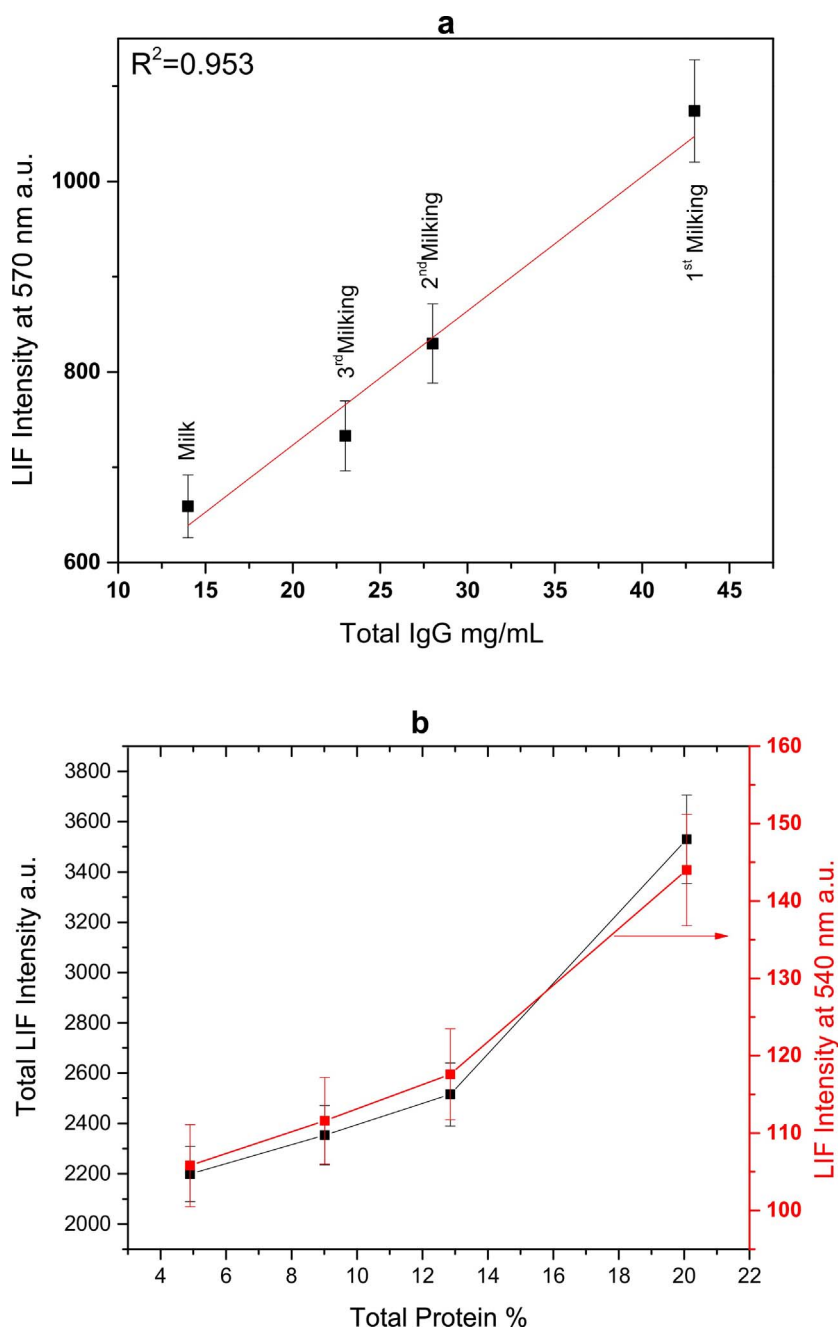 a
R²=0.953
LIF Intensity at 570 nm a.u.
1000
800
600
Milk
3rdMilking
2ndMilking
1st Milking
10 15 20 25 30 35 40 45
Total IgG mg/mL
b
Total LIF Intensity a.u.
3800
3600
3400
3200
3000
2800
2600
2400
2200
2000
160
150
140
130
120
110
100
LIF Intensity at 540 nm a.u.
4 6 8 10 12 14 16 18 20 22
Total Protein %